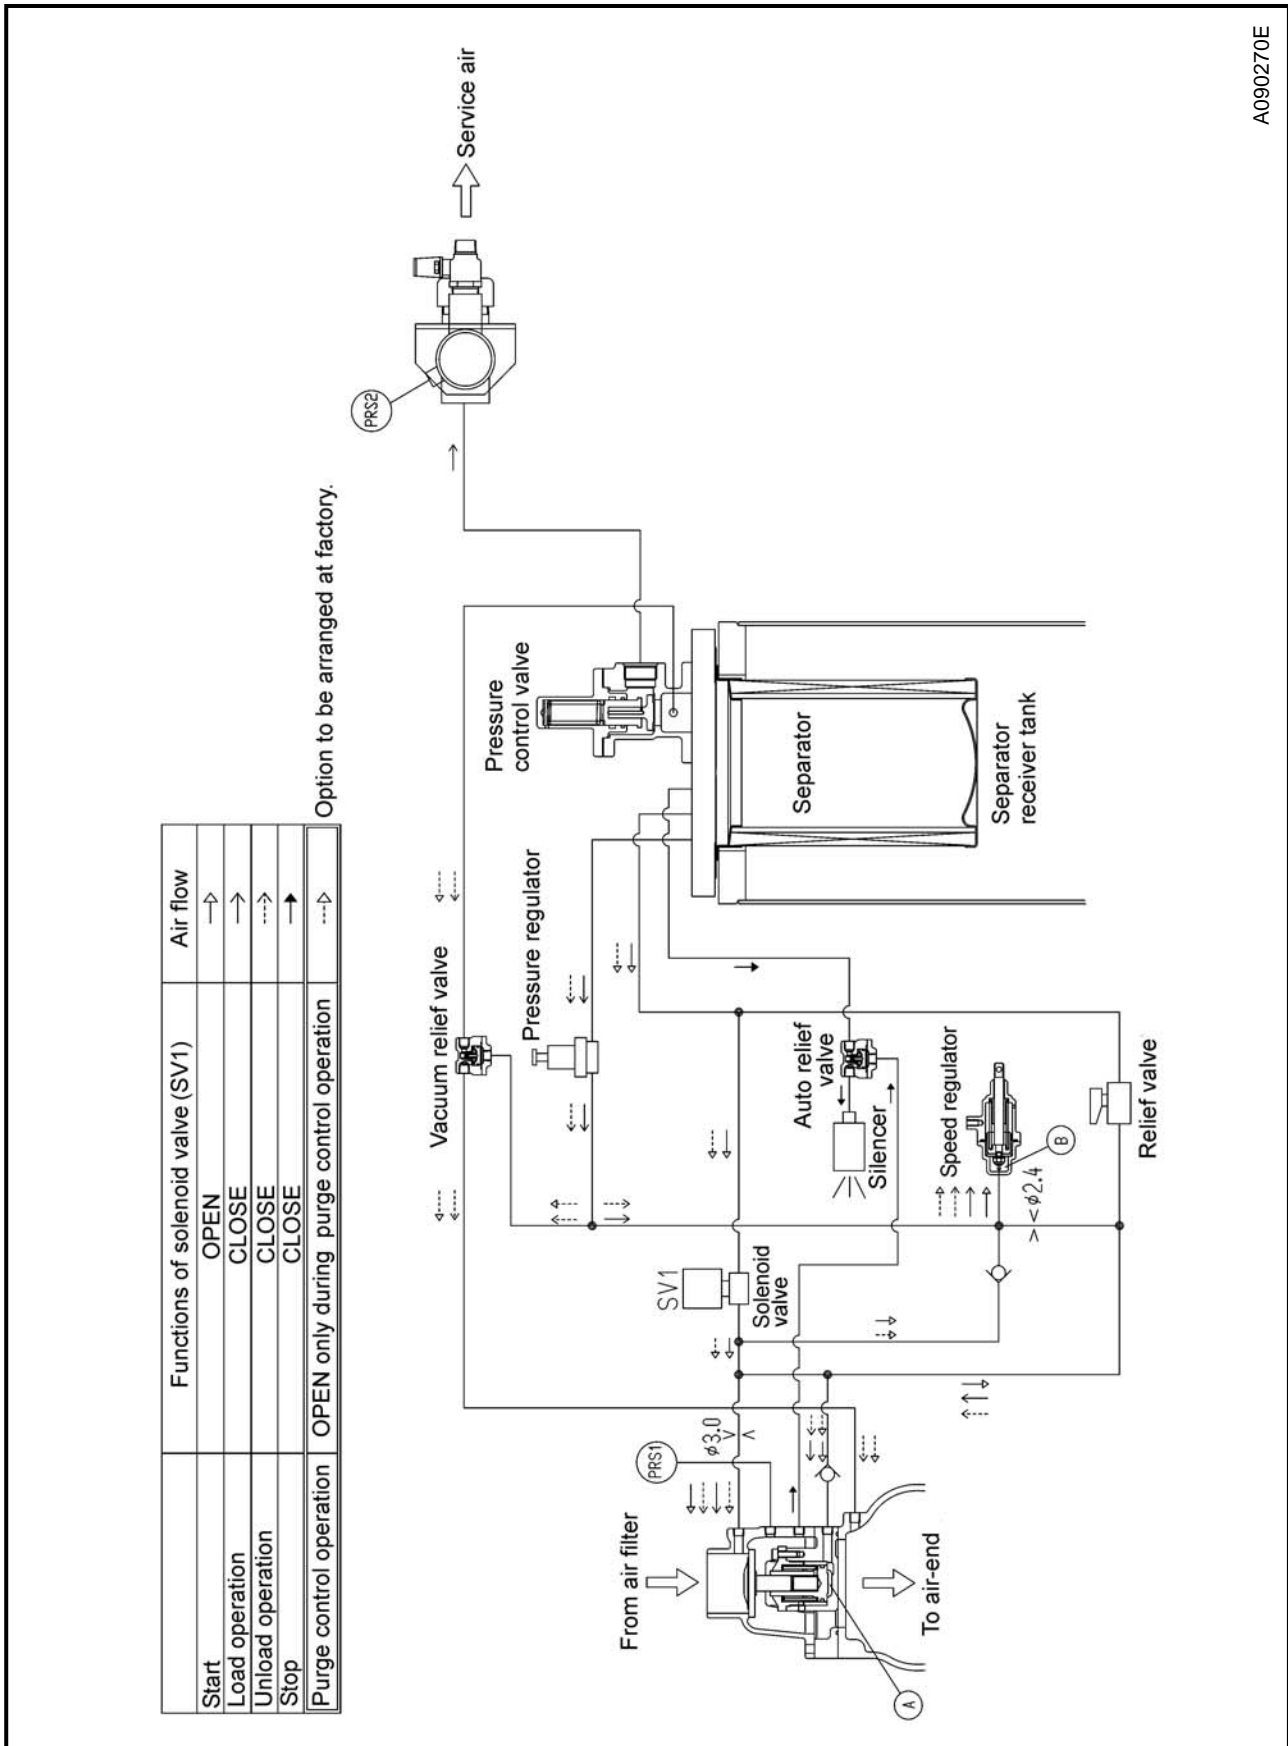 Functions of solenoid valve (SV1) Air flow
Start OPEN
Load operation CLOSE
Unload operation CLOSE
Stop CLOSE
Purge control operation OPEN only during purge control operation
Option to be arranged at factory.
Service air
PRS2
Pressure
control valve
Vacuum relief valve
Pressure regulator
Separator
Separator
receiver tank
Auto relief
valve
Silencer
Speed regulator
B
> < φ2.4
Relief valve
SV1
Solenoid
valve
φ3.0
> <
PRS1
From air filter
To air-end
A
A090270E